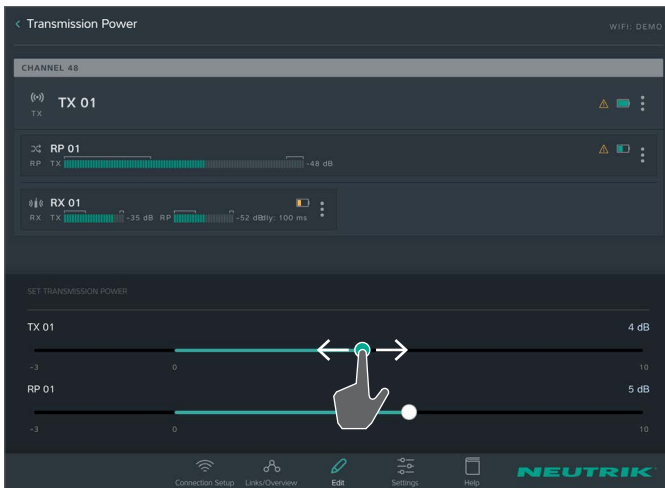 < Transmission Power
WIFI: DEMO
CHANNEL 48
TX 01
TX
RP 01
RP TX -48 dB
RX 01
RX TX -35 dB RP -52 dB dly: 100 ms
SET TRANSMISSION POWER
TX 01 4 dB
-3 0 10
RP 01 5 dB
-3 0 10
Connection Setup Links/Overview Edit Settings Help
NEUTRIK